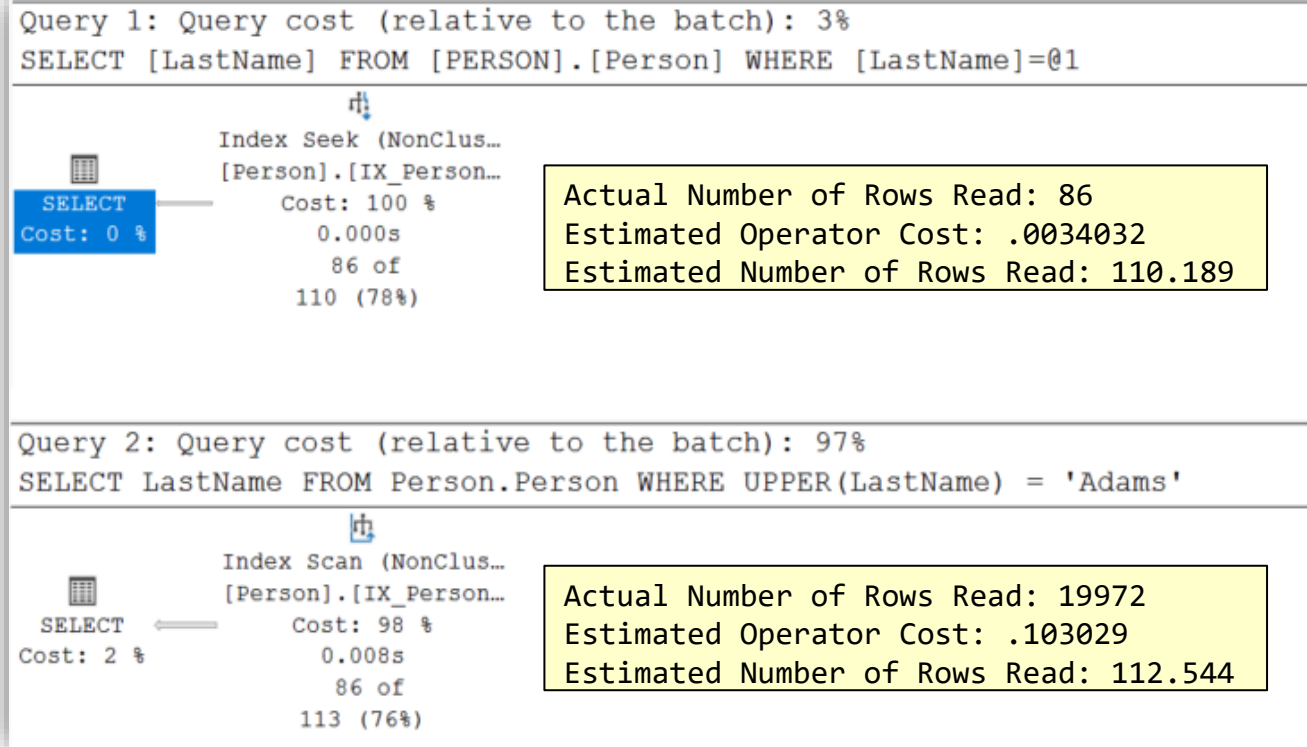 Query 1: Query cost (relative to the batch): 3%
SELECT [LastName] FROM [PERSON].[Person] WHERE [LastName]=@1
Index Seek (NonClus…
[Person].[IX_Person…
SELECT
Cost: 100 %
Cost: 0 %
0.000s
86 of
110 (78%)
Actual Number of Rows Read: 86
Estimated Operator Cost: .0034032
Estimated Number of Rows Read: 110.189
Query 2: Query cost (relative to the batch): 97%
SELECT LastName FROM Person.Person WHERE UPPER(LastName) = 'Adams'
Index Scan (NonClus…
[Person].[IX_Person…
SELECT
Cost: 98 %
Cost: 2 %
0.008s
86 of
113 (76%)
Actual Number of Rows Read: 19972
Estimated Operator Cost: .103029
Estimated Number of Rows Read: 112.544